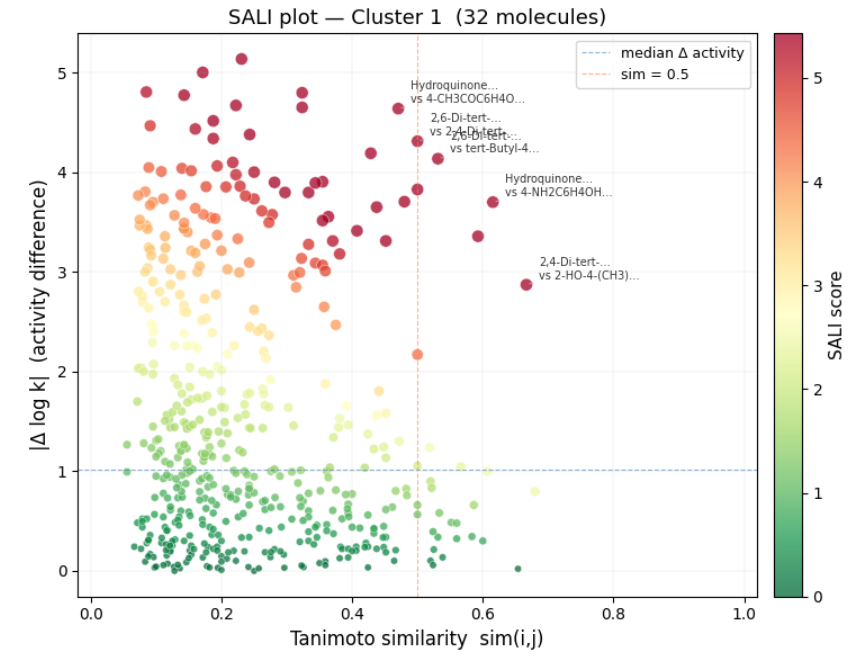 SALI plot — Cluster 1  (32 molecules)
median Δ activity
sim = 0.5
Hydroquinone...
vs 4-CH3COC6H4O...
2,6-Di-tert-...
vs 2,4-Di-tert-...
2,6-Di-tert-...
vs tert-Butyl-4...
Hydroquinone...
vs 4-NH2C6H4OH...
2,4-Di-tert-...
vs 2-HO-4-(CH3)...
|Δ log k|  (activity difference)
5
4
3
2
1
0
0.0
0.2
0.4
0.6
0.8
1.0
Tanimoto similarity  sim(i,j)
5
4
3
2
1
0
SALI score